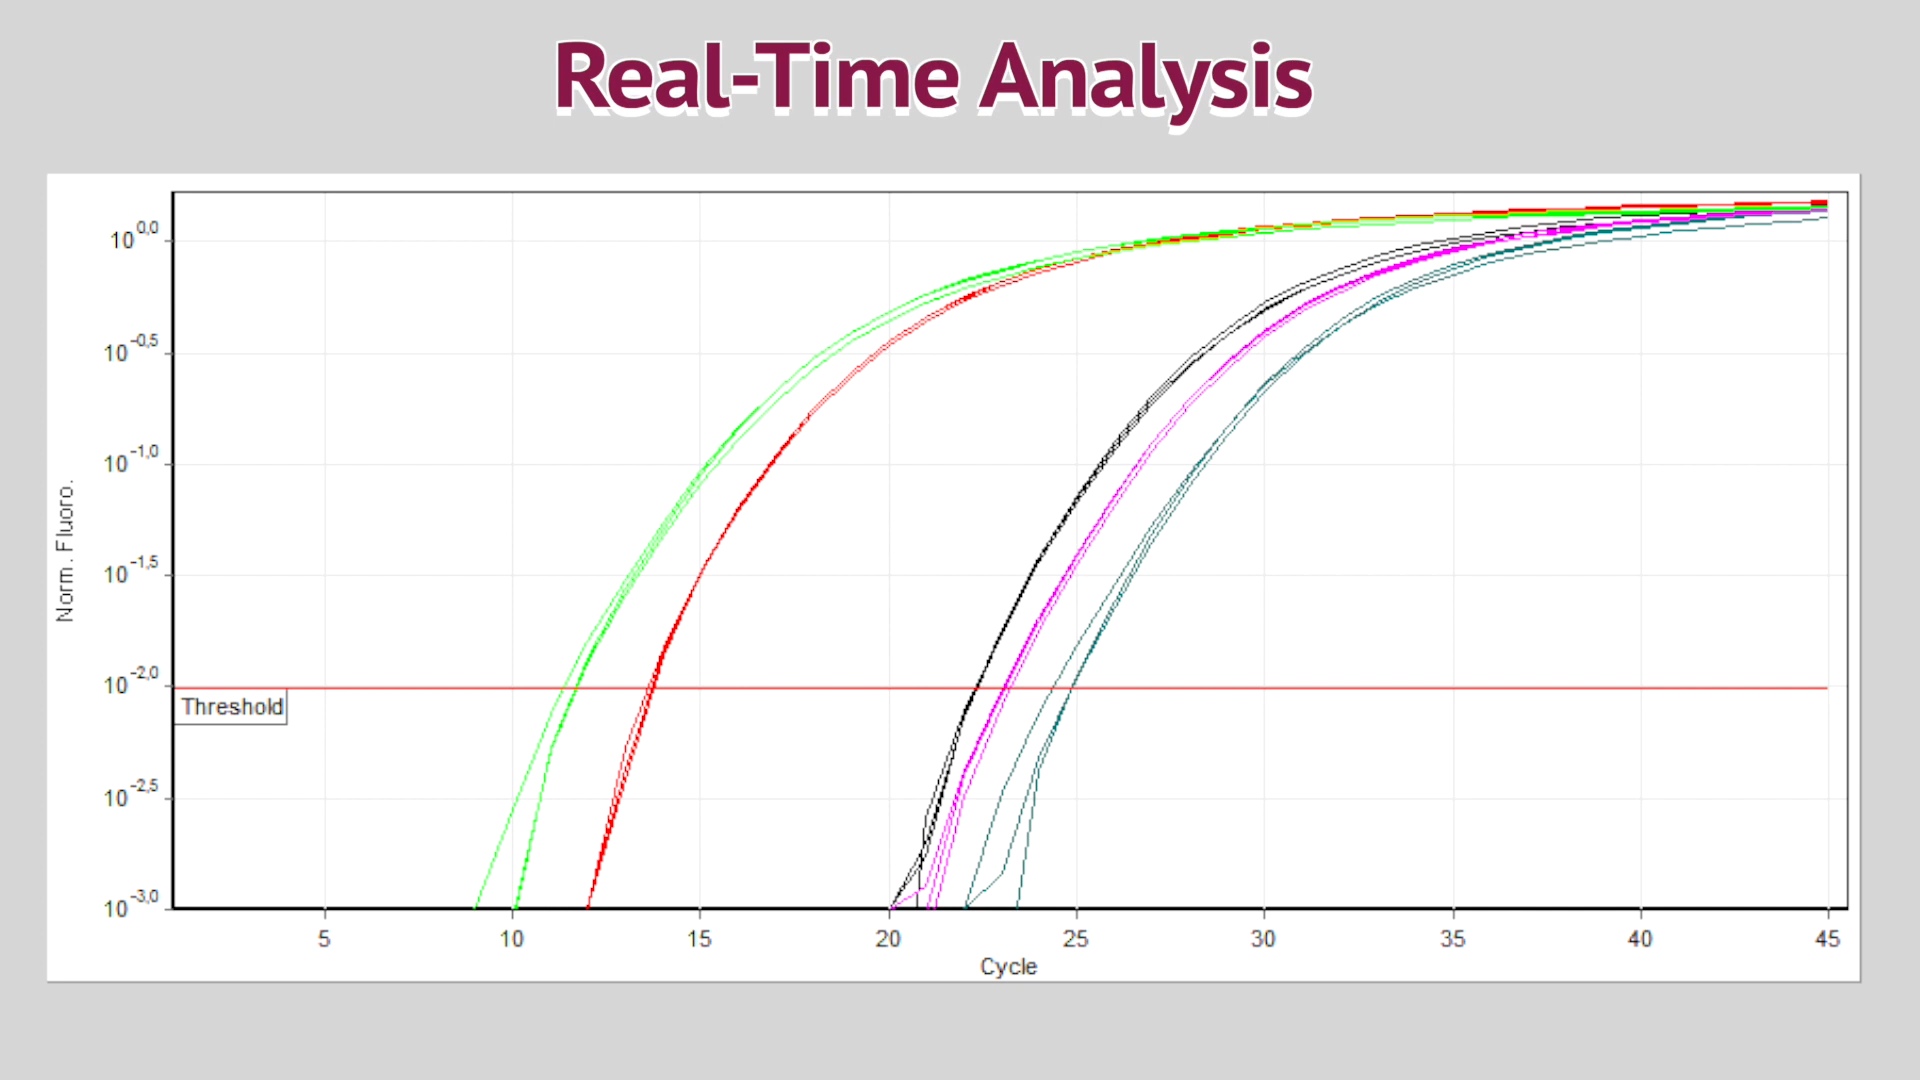 Real-Time Analysis
10^0,0
10^-0,5
10^-1,0
10^-1,5
10^-2,0
10^-2,5
10^-3,0
Norm. Fluoro.
Threshold
5 10 15 20 25 30 35 40 45
Cycle